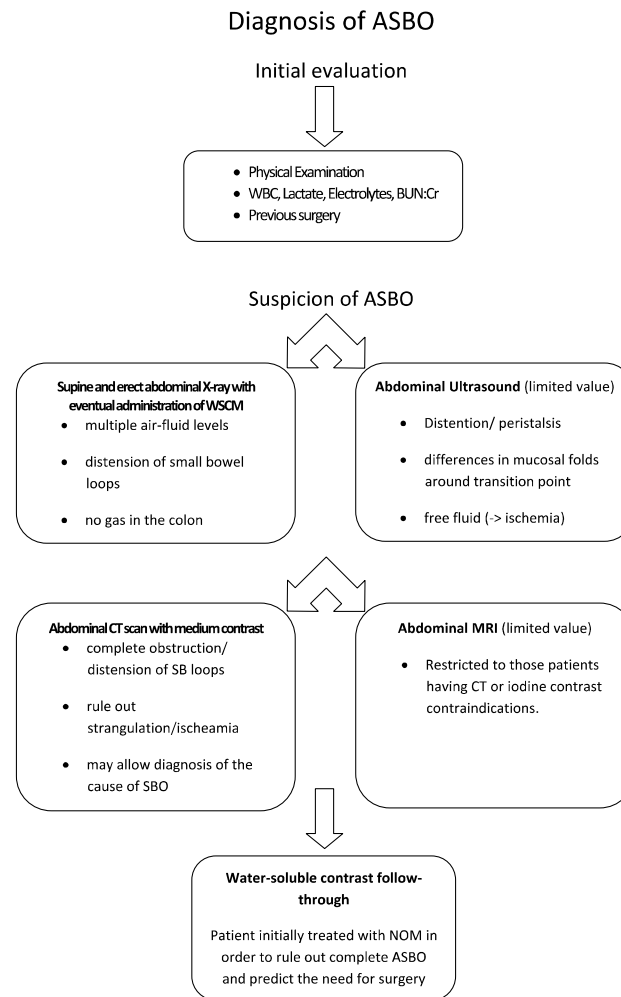 Diagnosis of ASBO
Initial evaluation
• Physical Examination
• WBC, Lactate, Electrolytes, BUN:Cr
• Previous surgery
Suspicion of ASBO
Supine and erect abdominal X-ray with
eventual administration of WSCM
• multiple air-fluid levels
• distension of small bowel
loops
• no gas in the colon
Abdominal Ultrasound (limited value)
• Distention/ peristalsis
• differences in mucosal folds
around transition point
• free fluid (-> ischemia)
Abdominal CT scan with medium contrast
• complete obstruction/
distension of SB loops
• rule out
strangulation/ischeamia
• may allow diagnosis of the
cause of SBO
Abdominal MRI (limited value)
• Restricted to those patients
having CT or iodine contrast
contraindications.
Water-soluble contrast follow-
through
Patient initially treated with NOM in
order to rule out complete ASBO
and predict the need for surgery